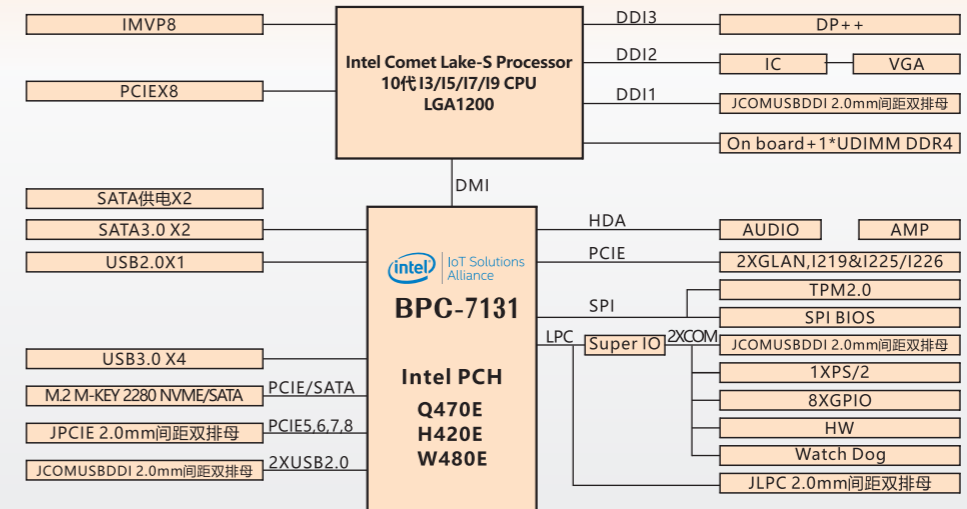 IMVP8
PCIEX8
Intel Comet Lake-S Processor
10代 I3/I5/I7/I9 CPU
LGA1200
DDI3
DP++
DDI2
IC
VGA
DDI1
JCOMUSBDDI 2.0mm间距双排母
On board+1*UDIMM DDR4
DMI
SATA供电X2
SATA3.0 X2
USB2.0X1
USB3.0 X4
M.2 M-KEY 2280 NVME/SATA
PCIE/SATA
JPCIE 2.0mm间距双排母
PCIE5,6,7,8
JCOMUSBDDI 2.0mm间距双排母
2XUSB2.0
intel
IoT Solutions
Alliance
BPC-7131
Intel PCH
Q470E
H420E
W480E
HDA
AUDIO
AMP
PCIE
2XGLAN,I219&I225/I226
SPI
TPM2.0
SPI BIOS
LPC
Super IO
2XCOM
JCOMUSBDDI 2.0mm间距双排母
1XPS/2
8XGPIO
HW
Watch Dog
JLPC 2.0mm间距双排母